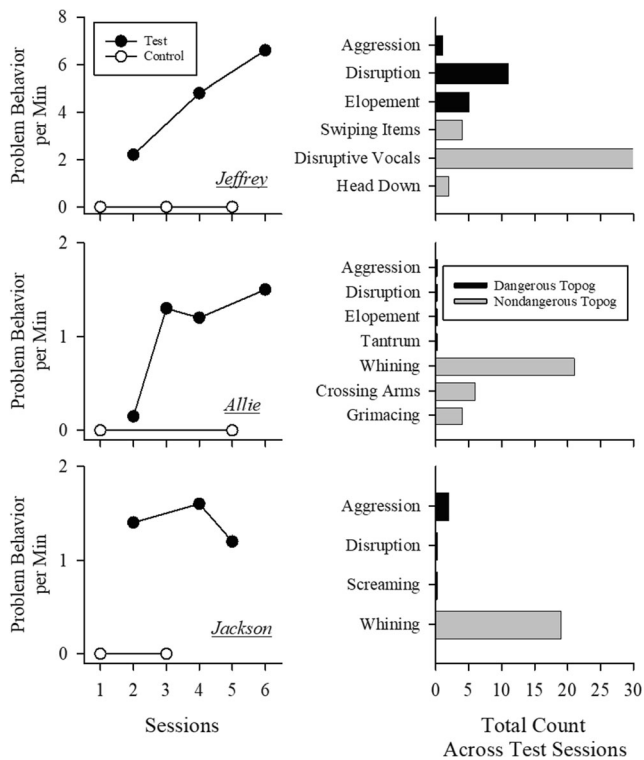 8
6
4
2
0
Problem Behavior
per Min
Test
Control
Jeffrey
Aggression
Disruption
Elopement
Swiping Items
Disruptive Vocals
Head Down
2
1
0
Problem Behavior
per Min
Allie
Aggression
Disruption
Elopement
Tantrum
Whining
Crossing Arms
Grimacing
Dangerous Topog
Nondangerous Topog
2
1
0
Problem Behavior
per Min
Jackson
1 2 3 4 5 6
Sessions
Aggression
Disruption
Screaming
Whining
0 5 10 15 20 25 30
Total Count
Across Test Sessions